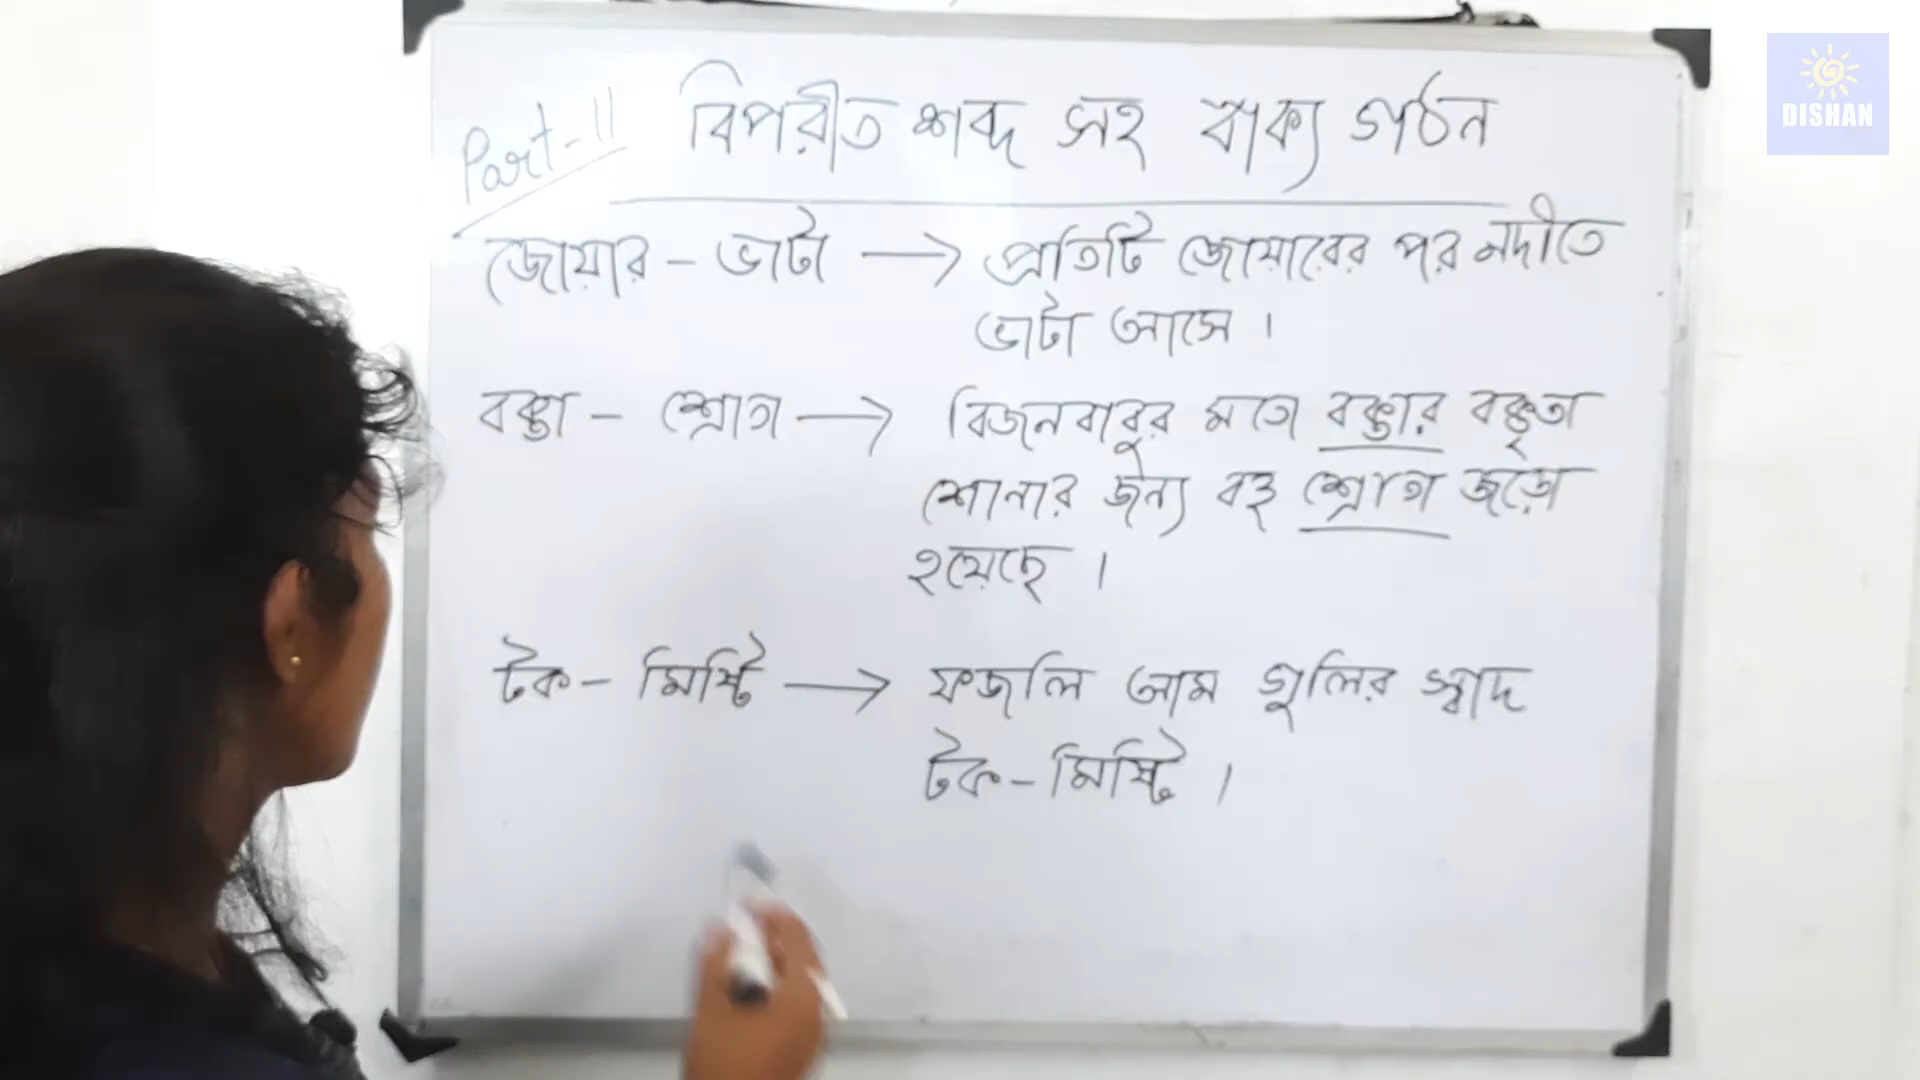 Part-II বিপরীত শব্দ সহ বাক্য গঠন
জোয়ার - ভাটা → প্রতিটি জোয়ারের পর নদীতে
ভাটা আসে ।
বক্তা - শ্রোতা → বিজনবাবুর মতো বক্তার বক্তৃতা
শোনার জন্য বহু শ্রোতা জড়ো
হয়েছে ।
টক - মিষ্টি → ফজলি আম গুলির স্বাদ
টক - মিষ্টি ।
DISHAN